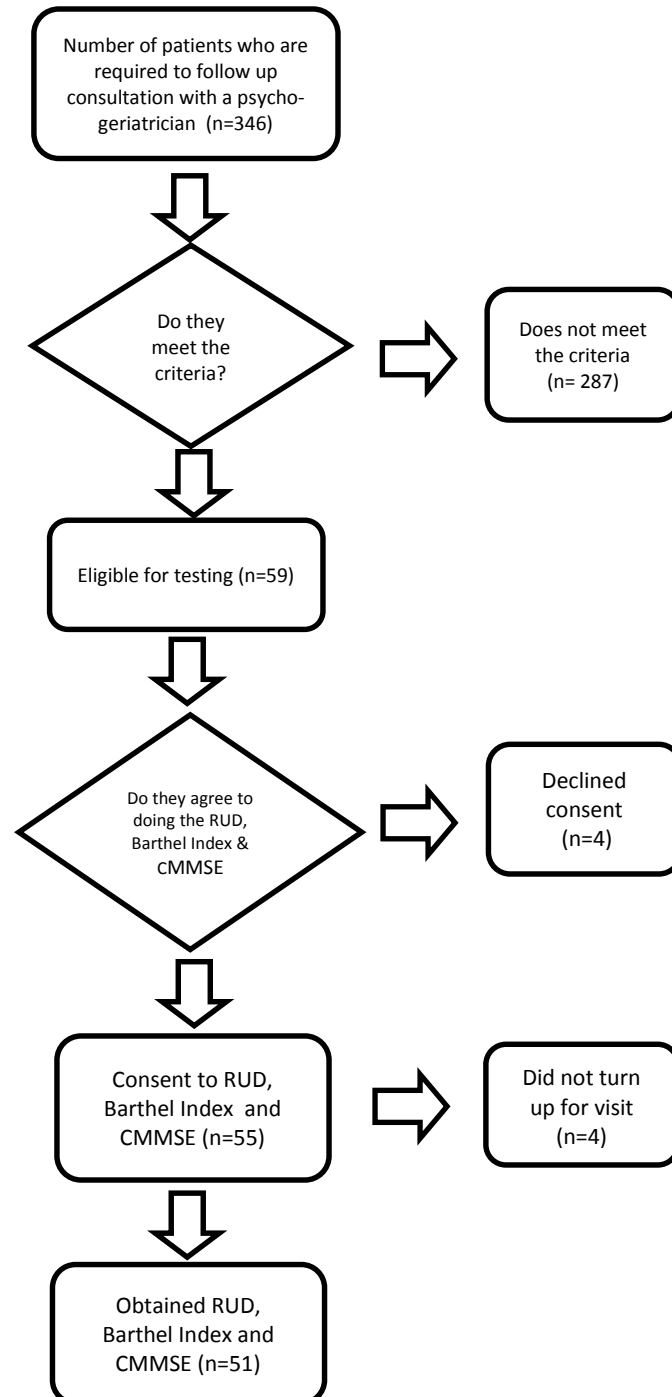 Number of patients who are
required to follow up
consultation with a psycho-
geriatrician (n=346)
Do they
meet the
criteria?
Does not meet
the criteria
(n= 287)
Eligible for testing (n=59)
Do they agree to
doing the RUD,
Barthel Index &
CMMSE
Declined
consent
(n=4)
Consent to RUD,
Barthel Index and
CMMSE (n=55)
Did not turn
up for visit
(n=4)
Obtained RUD,
Barthel Index and
CMMSE (n=51)